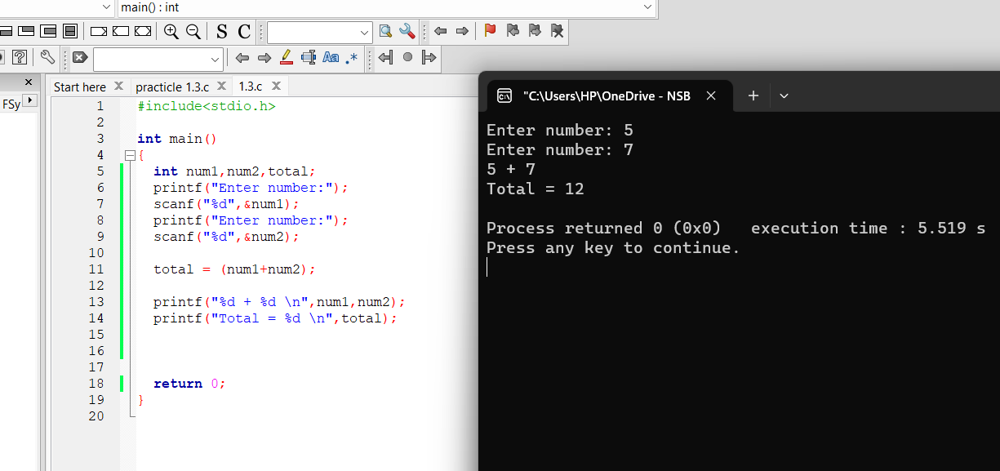 main() : int
S C
Aa .*
FSy
Start here
practicle 1.3.c
1.3.c
1 #include<stdio.h>
2
3 int main()
4 {
5 int num1,num2,total;
6 printf("Enter number:");
7 scanf("%d",&num1);
8 printf("Enter number:");
9 scanf("%d",&num2);
10
11 total = (num1+num2);
12
13 printf("%d + %d \n",num1,num2);
14 printf("Total = %d \n",total);
15
16
17
18 return 0;
19 }
20
"C:\Users\HP\OneDrive - NSB
Enter number: 5
Enter number: 7
5 + 7
Total = 12
Process returned 0 (0x0) execution time : 5.519 s
Press any key to continue.